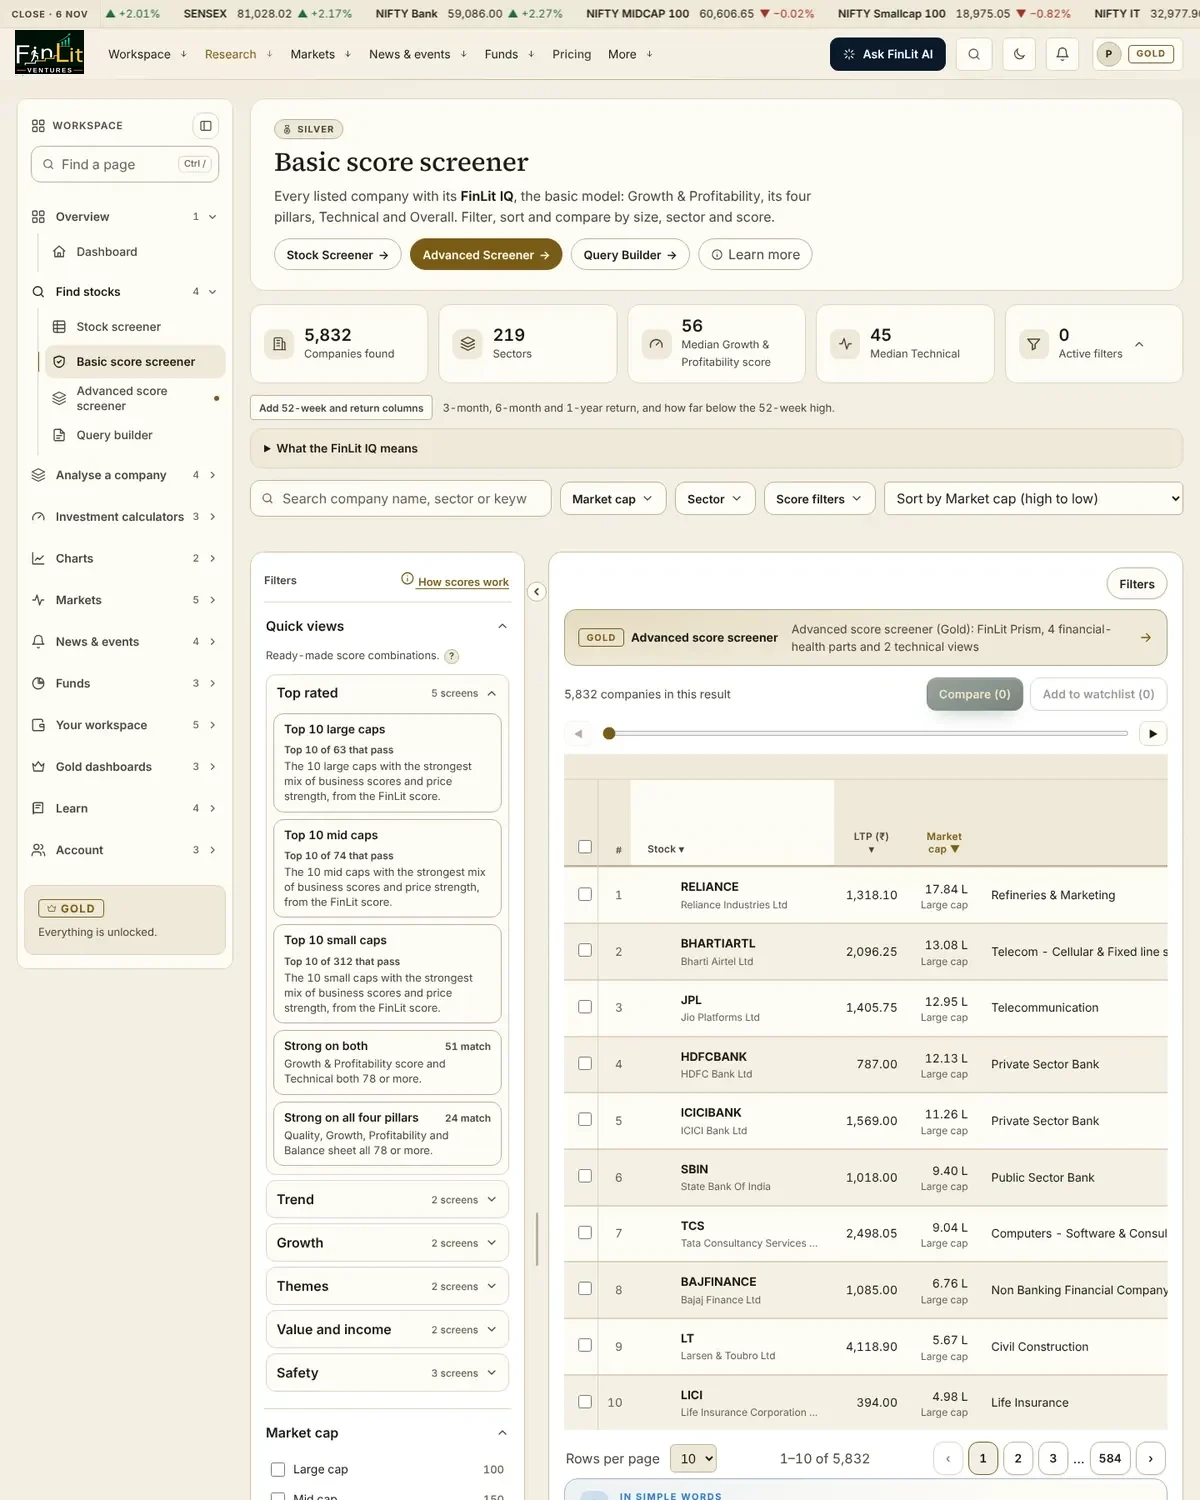 CLOSE · 6 NOV ▲ +2.01% SENSEX 81,028.02 ▲ +2.17% NIFTY Bank 59,086.00 ▲ +2.27% NIFTY MIDCAP 100 60,606.65 ▼ −0.02% NIFTY Smallcap 100 18,975.05 ▼ −0.82% NIFTY IT
FinLit
VENTURES
Workspace Research Markets News & events Funds Pricing More Ask FinLit AI P GOLD
WORKSPACE
Find a page Ctrl /
Overview 1
Dashboard
Find stocks 4
Stock screener
Basic score screener
Advanced score
screener
Query builder
Analyse a company 4
Investment calculators 3
Charts 2
Markets 5
News & events 4
Funds 3
Your workspace 5
Gold dashboards 3
Learn 4
Account 3
GOLD
Everything is unlocked.
SILVER
Basic score screener
Every listed company with its FinLit IQ, the basic model: Growth & Profitability, its four
pillars, Technical and Overall. Filter, sort and compare by size, sector and score.
Stock Screener → Advanced Screener → Query Builder → Learn more
5,832
Companies found
219
Sectors
56
Median Growth &
Profitability score
45
Median Technical
0
Active filters
Add 52-week and return columns 3-month, 6-month and 1-year return, and how far below the 52-week high.
▶ What the FinLit IQ means
Search company name, sector or keyw Market cap Sector Score filters Sort by Market cap (high to low)
Filters How scores work
Quick views
Ready-made score combinations. ?
Top rated 5 screens
Top 10 large caps
Top 10 of 63 that pass
The 10 large caps with the strongest
mix of business scores and price
strength, from the FinLit score.
Top 10 mid caps
Top 10 of 74 that pass
The 10 mid caps with the strongest mix
of business scores and price strength,
from the FinLit score.
Top 10 small caps
Top 10 of 312 that pass
The 10 small caps with the strongest
mix of business scores and price
strength, from the FinLit score.
Strong on both 51 match
Growth & Profitability score and
Technical both 78 or more.
Strong on all four pillars 24 match
Quality, Growth, Profitability and
Balance sheet all 78 or more.
Trend 2 screens
Growth 2 screens
Themes 2 screens
Value and income 2 screens
Safety 3 screens
Market cap
Large cap 100
Mid cap 150
Filters
GOLD Advanced score screener
Advanced score screener (Gold): FinLit Prism, 4 financial-
health parts and 2 technical views
5,832 companies in this result Compare (0) Add to watchlist (0)
# Stock ▾ LTP (₹) ▾ Market
cap ▼
1 RELIANCE 1,318.10 17.84 L Refineries & Marketing
Reliance Industries Ltd Large cap
2 BHARTIARTL 2,096.25 13.08 L Telecom - Cellular & Fixed line s
Bharti Airtel Ltd Large cap
3 JPL 1,405.75 12.95 L Telecommunication
Jio Platforms Ltd Large cap
4 HDFCBANK 787.00 12.13 L Private Sector Bank
HDFC Bank Ltd Large cap
5 ICICIBANK 1,569.00 11.26 L Private Sector Bank
ICICI Bank Ltd Large cap
6 SBIN 1,018.00 9.40 L Public Sector Bank
State Bank Of India Large cap
7 TCS 2,498.05 9.04 L Computers - Software & Consul
Tata Consultancy Services ... Large cap
8 BAJFINANCE 1,085.00 6.76 L Non Banking Financial Company
Bajaj Finance Ltd Large cap
9 LT 4,118.90 5.67 L Civil Construction
Larsen & Toubro Ltd Large cap
10 LICI 394.00 4.98 L Life Insurance
Life Insurance Corporation ... Large cap
Rows per page 10 1–10 of 5,832 ‹ 1 2 3 ... 584 ›
IN SIMPLE WORDS